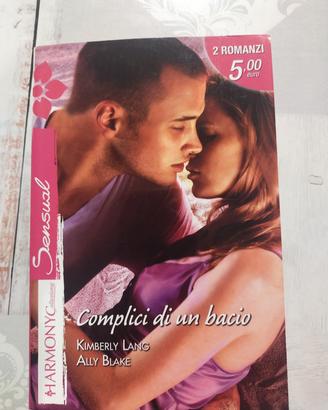 2 ROMANZI
5,00
euro
Sensual
HARMONY
Complici di un bacio
KIMBERLY LANG
ALLY BLAKE